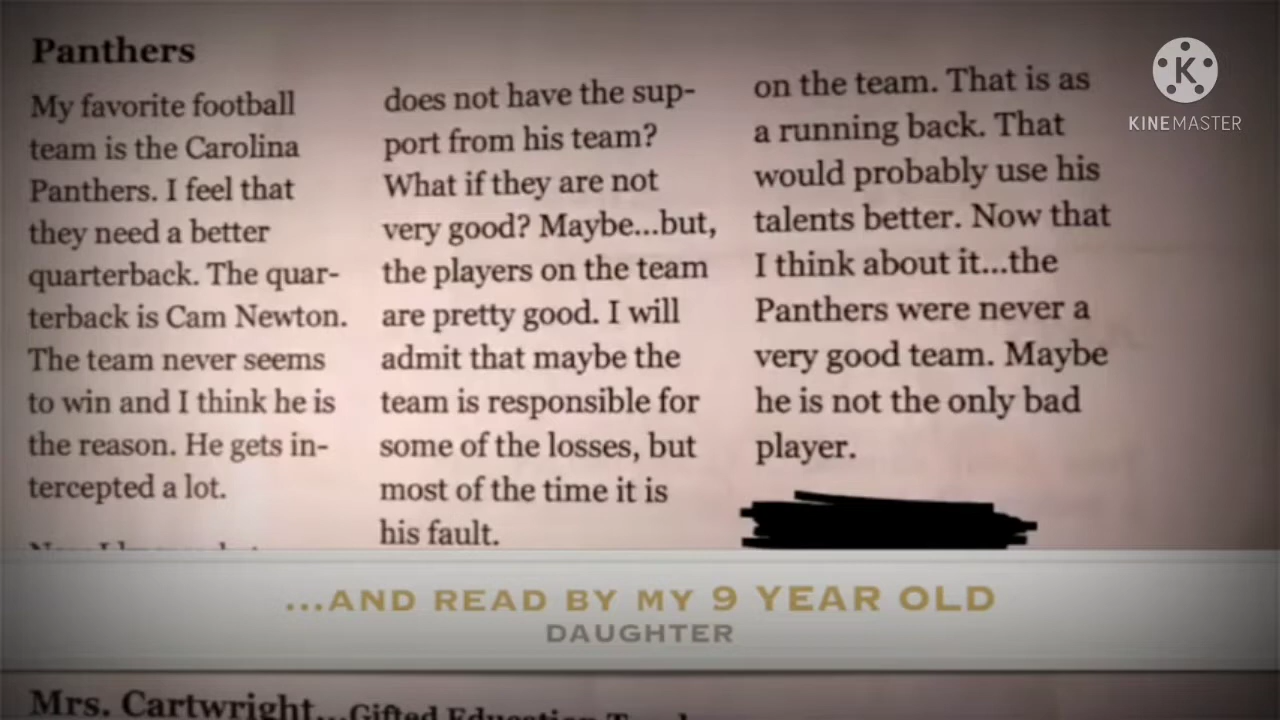 Panthers
My favorite football
team is the Carolina
Panthers. I feel that
they need a better
quarterback. The quar-
terback is Cam Newton.
The team never seems
to win and I think he is
the reason. He gets in-
tercepted a lot.
does not have the sup-
port from his team?
What if they are not
very good? Maybe...but,
the players on the team
are pretty good. I will
admit that maybe the
team is responsible for
some of the losses, but
most of the time it is
his fault.
on the team. That is as
a running back. That
would probably use his
talents better. Now that
I think about it...the
Panthers were never a
very good team. Maybe
he is not the only bad
player.
K
KINEMASTER
...AND READ BY MY 9 YEAR OLD
DAUGHTER
Mrs. Cartwright...Gifted Education